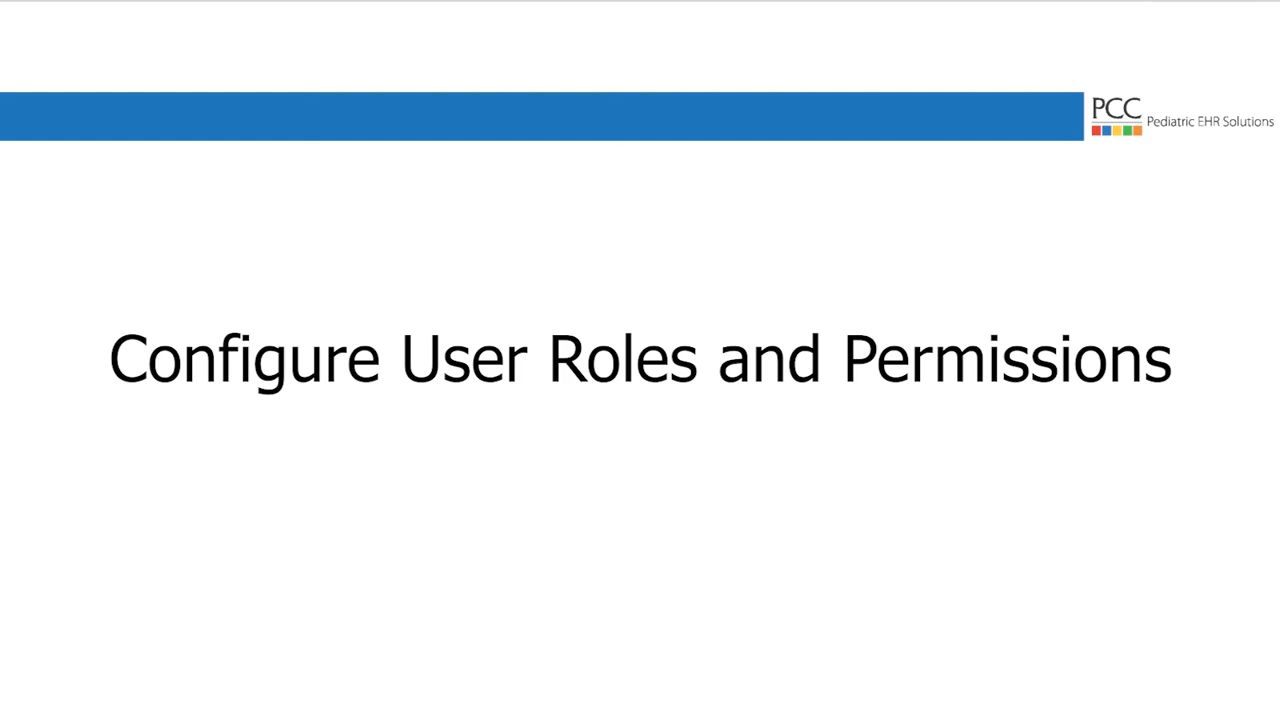 PCC
Pediatric EHR Solutions
Configure User Roles and Permissions